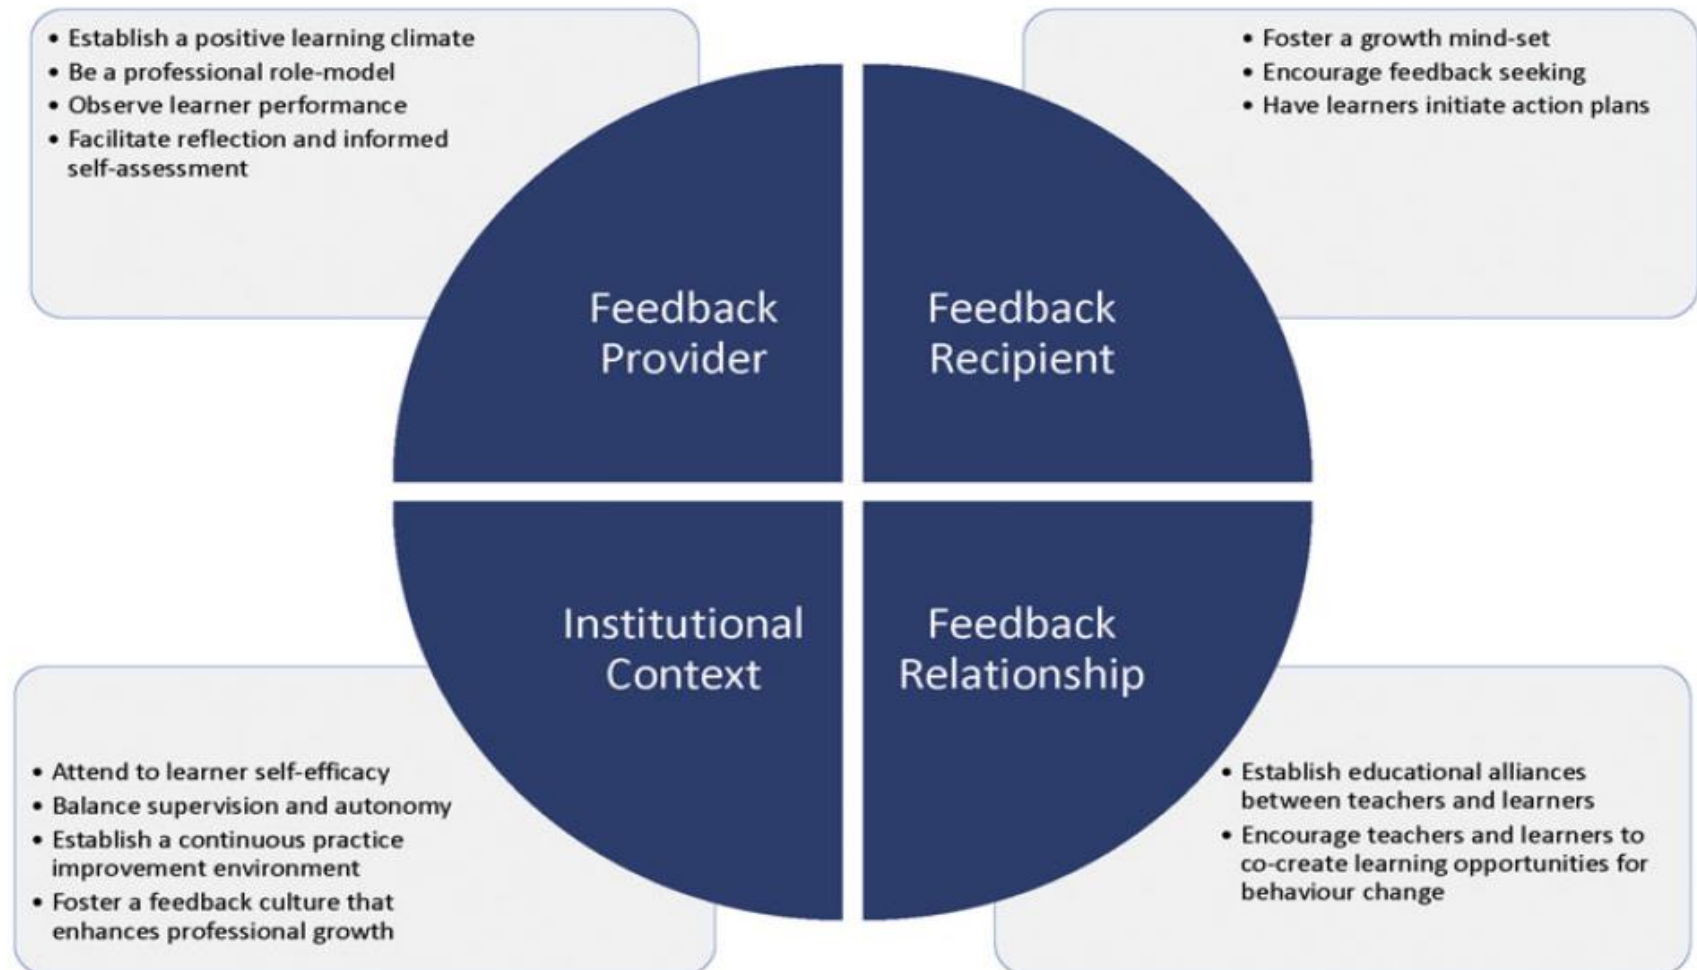 • Establish a positive learning climate
• Be a professional role-model
• Observe learner performance
• Facilitate reflection and informed
self-assessment
• Foster a growth mind-set
• Encourage feedback seeking
• Have learners initiate action plans
Feedback
Provider
Feedback
Recipient
Institutional
Context
Feedback
Relationship
• Attend to learner self-efficacy
• Balance supervision and autonomy
• Establish a continuous practice
improvement environment
• Foster a feedback culture that
enhances professional growth
• Establish educational alliances
between teachers and learners
• Encourage teachers and learners to
co-create learning opportunities for
behaviour change